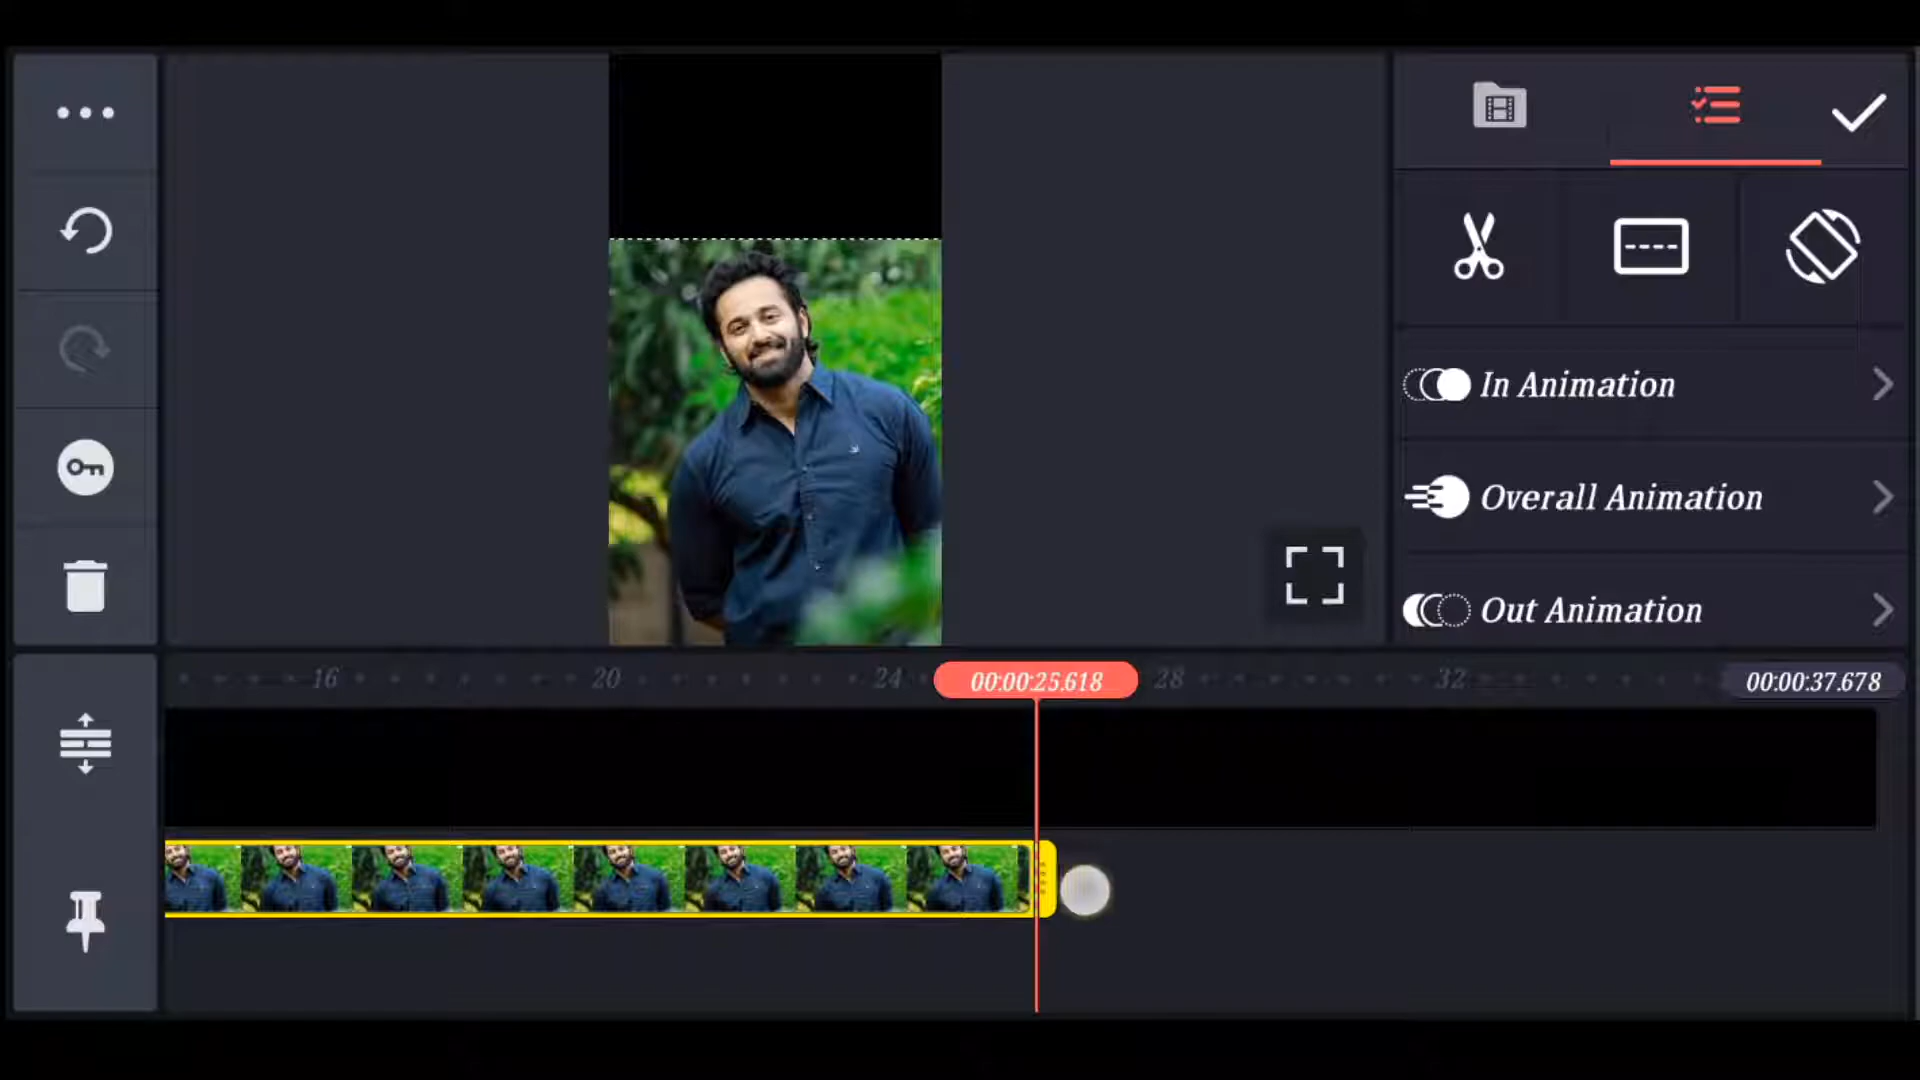 In Animation
Overall Animation
Out Animation
16
20
24
00:00:25.618
28
32
00:00:37.678